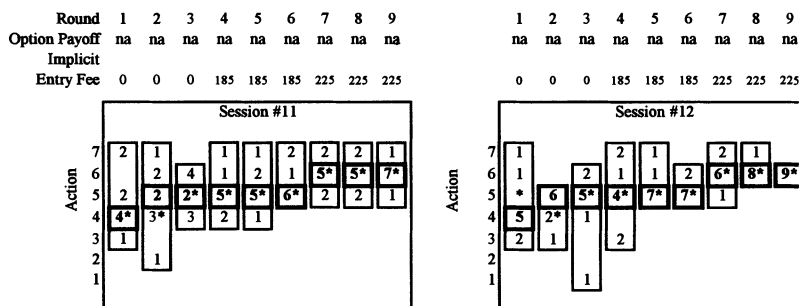 Round 1 2 3 4 5 6 7 8 9 1 2 3 4 5 6 7 8 9
Option Payoff na na na na na na na na na na na na na na na na na na
Implicit
Entry Fee 0 0 0 185 185 185 225 225 225 0 0 0 185 185 185 225 225 225
Session #11 Session #12
Action
7 2 1 1 1 2 2 2 1 7 1 2 1 2 1
6 2 4 1 2 1 5* 5* 7* 6 1 2 1 1 2 6* 8* 9*
5 2 2 2* 5* 5* 6* 2 2 1 5 * 6 5* 4* 7* 7* 1
4 4* 3* 3 2 1 4 5 2* 1
3 1 3 2 1 2
2 1 2
1 1 1
Action